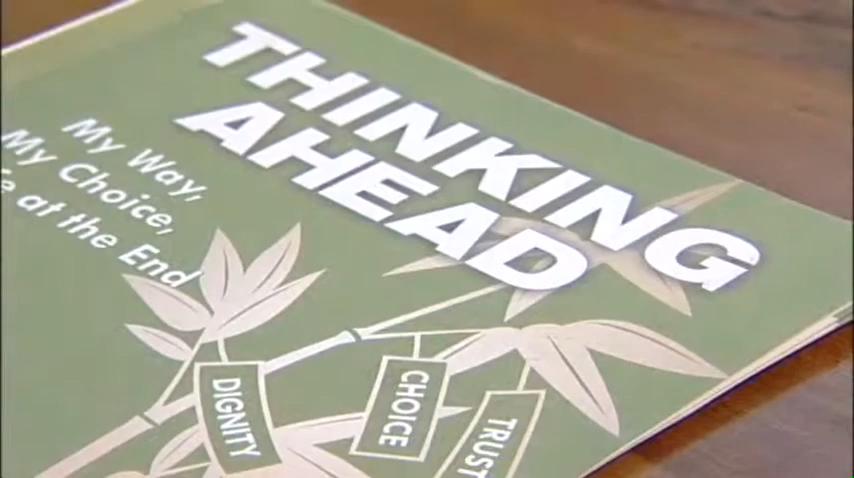 THINKING
AHEAD
My Way,
My Choice,
at the End
DIGNITY
CHOICE
TRUST